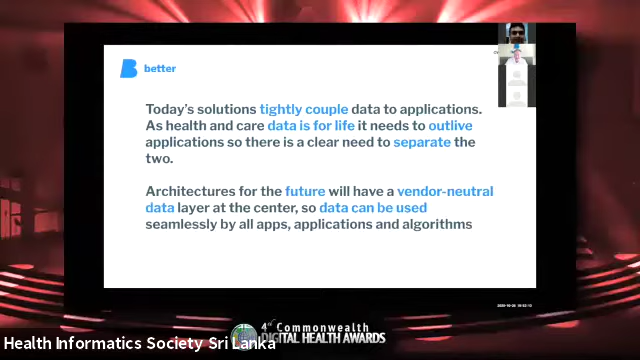 better
Today's solutions tightly couple data to applications.
As health and care data is for life it needs to outlive
applications so there is a clear need to separate the
two.
Architectures for the future will have a vendor-neutral
data layer at the center, so data can be used
seamlessly by all apps, applications and algorithms
4th Commonwealth
DIGITAL HEALTH AWARDS
Health Informatics Society Sri Lanka